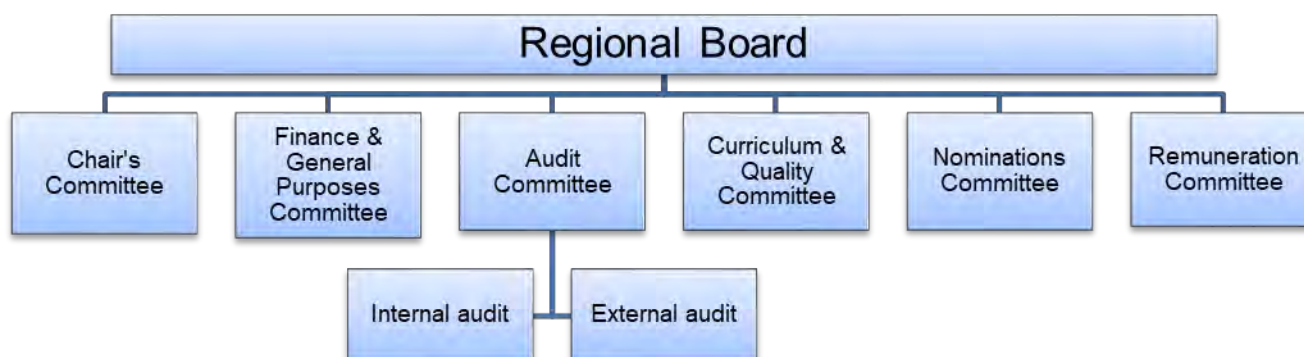 Regional Board
Chair's
Committee
Finance &
General
Purposes
Committee
Audit
Committee
Curriculum &
Quality
Committee
Nominations
Committee
Remuneration
Committee
Internal audit
External audit